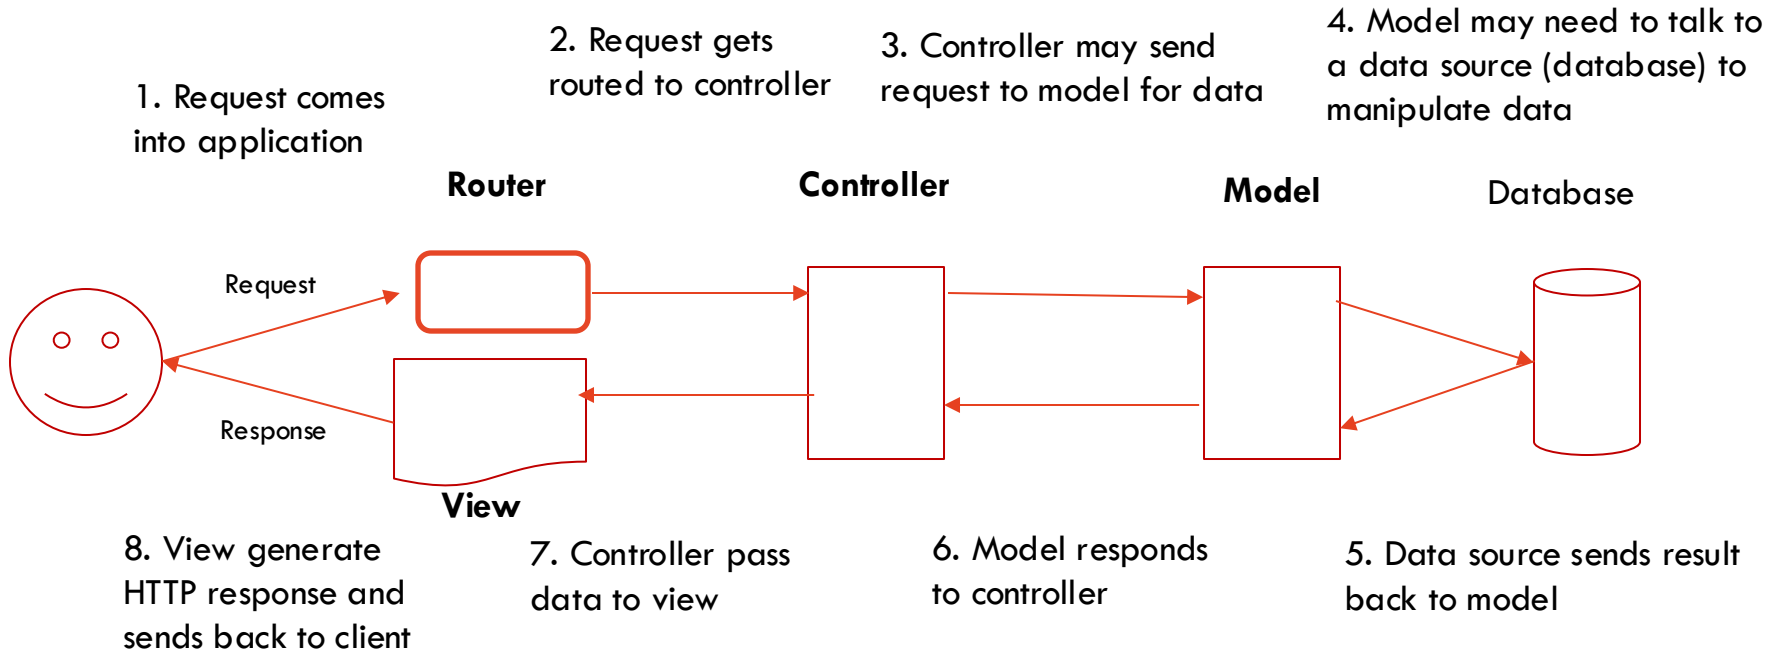 1. Request comes
into application
2. Request gets
routed to controller
3. Controller may send
request to model for data
4. Model may need to talk to
a data source (database) to
manipulate data
Router
Controller
Model
Database
Request
Response
View
8. View generate
HTTP response and
sends back to client
7. Controller pass
data to view
6. Model responds
to controller
5. Data source sends result
back to model